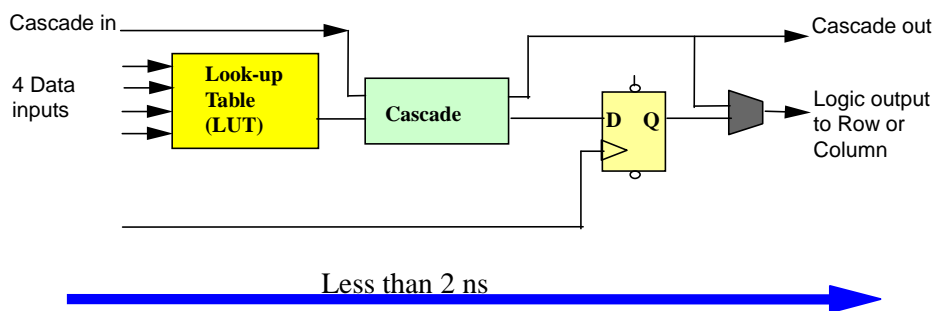 Cascade in
Cascade out
4 Data
inputs
Look-up
Table
(LUT)
Cascade
D Q
Logic output
to Row or
Column
Less than 2 ns